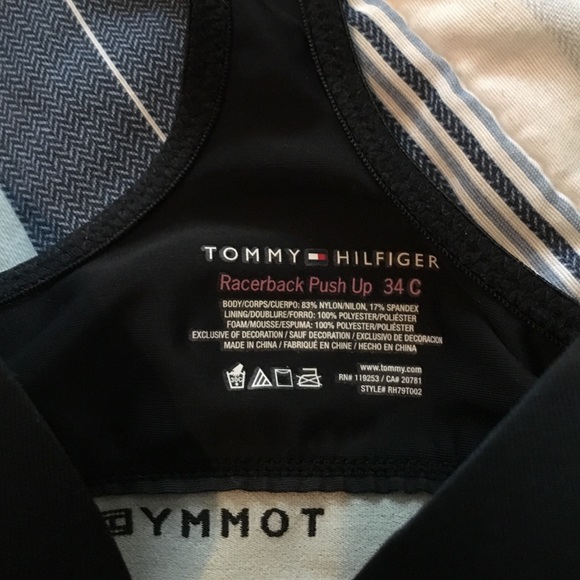 TOMMY HILFIGER
Racerback Push Up 34 C
BODY/CORPS/CUERPO: 83% NYLON/NILON, 17% SPANDEX
LINING/DOUBLURE/FORRO: 100% POLYESTER/POLIÉSTER
FOAM/MOUSSE/ESPUMA: 100% POLYESTER/POLIÉSTER
EXCLUSIVE OF DECORATION / SAUF DECORATION / EXCLUSIVO DE DECORACION
MADE IN CHINA / FABRIQUÉ EN CHINE / HECHO EN CHINA
www.tommy.com
RN# 119253 / CA# 20781
STYLE# RH79T002
TOMMY